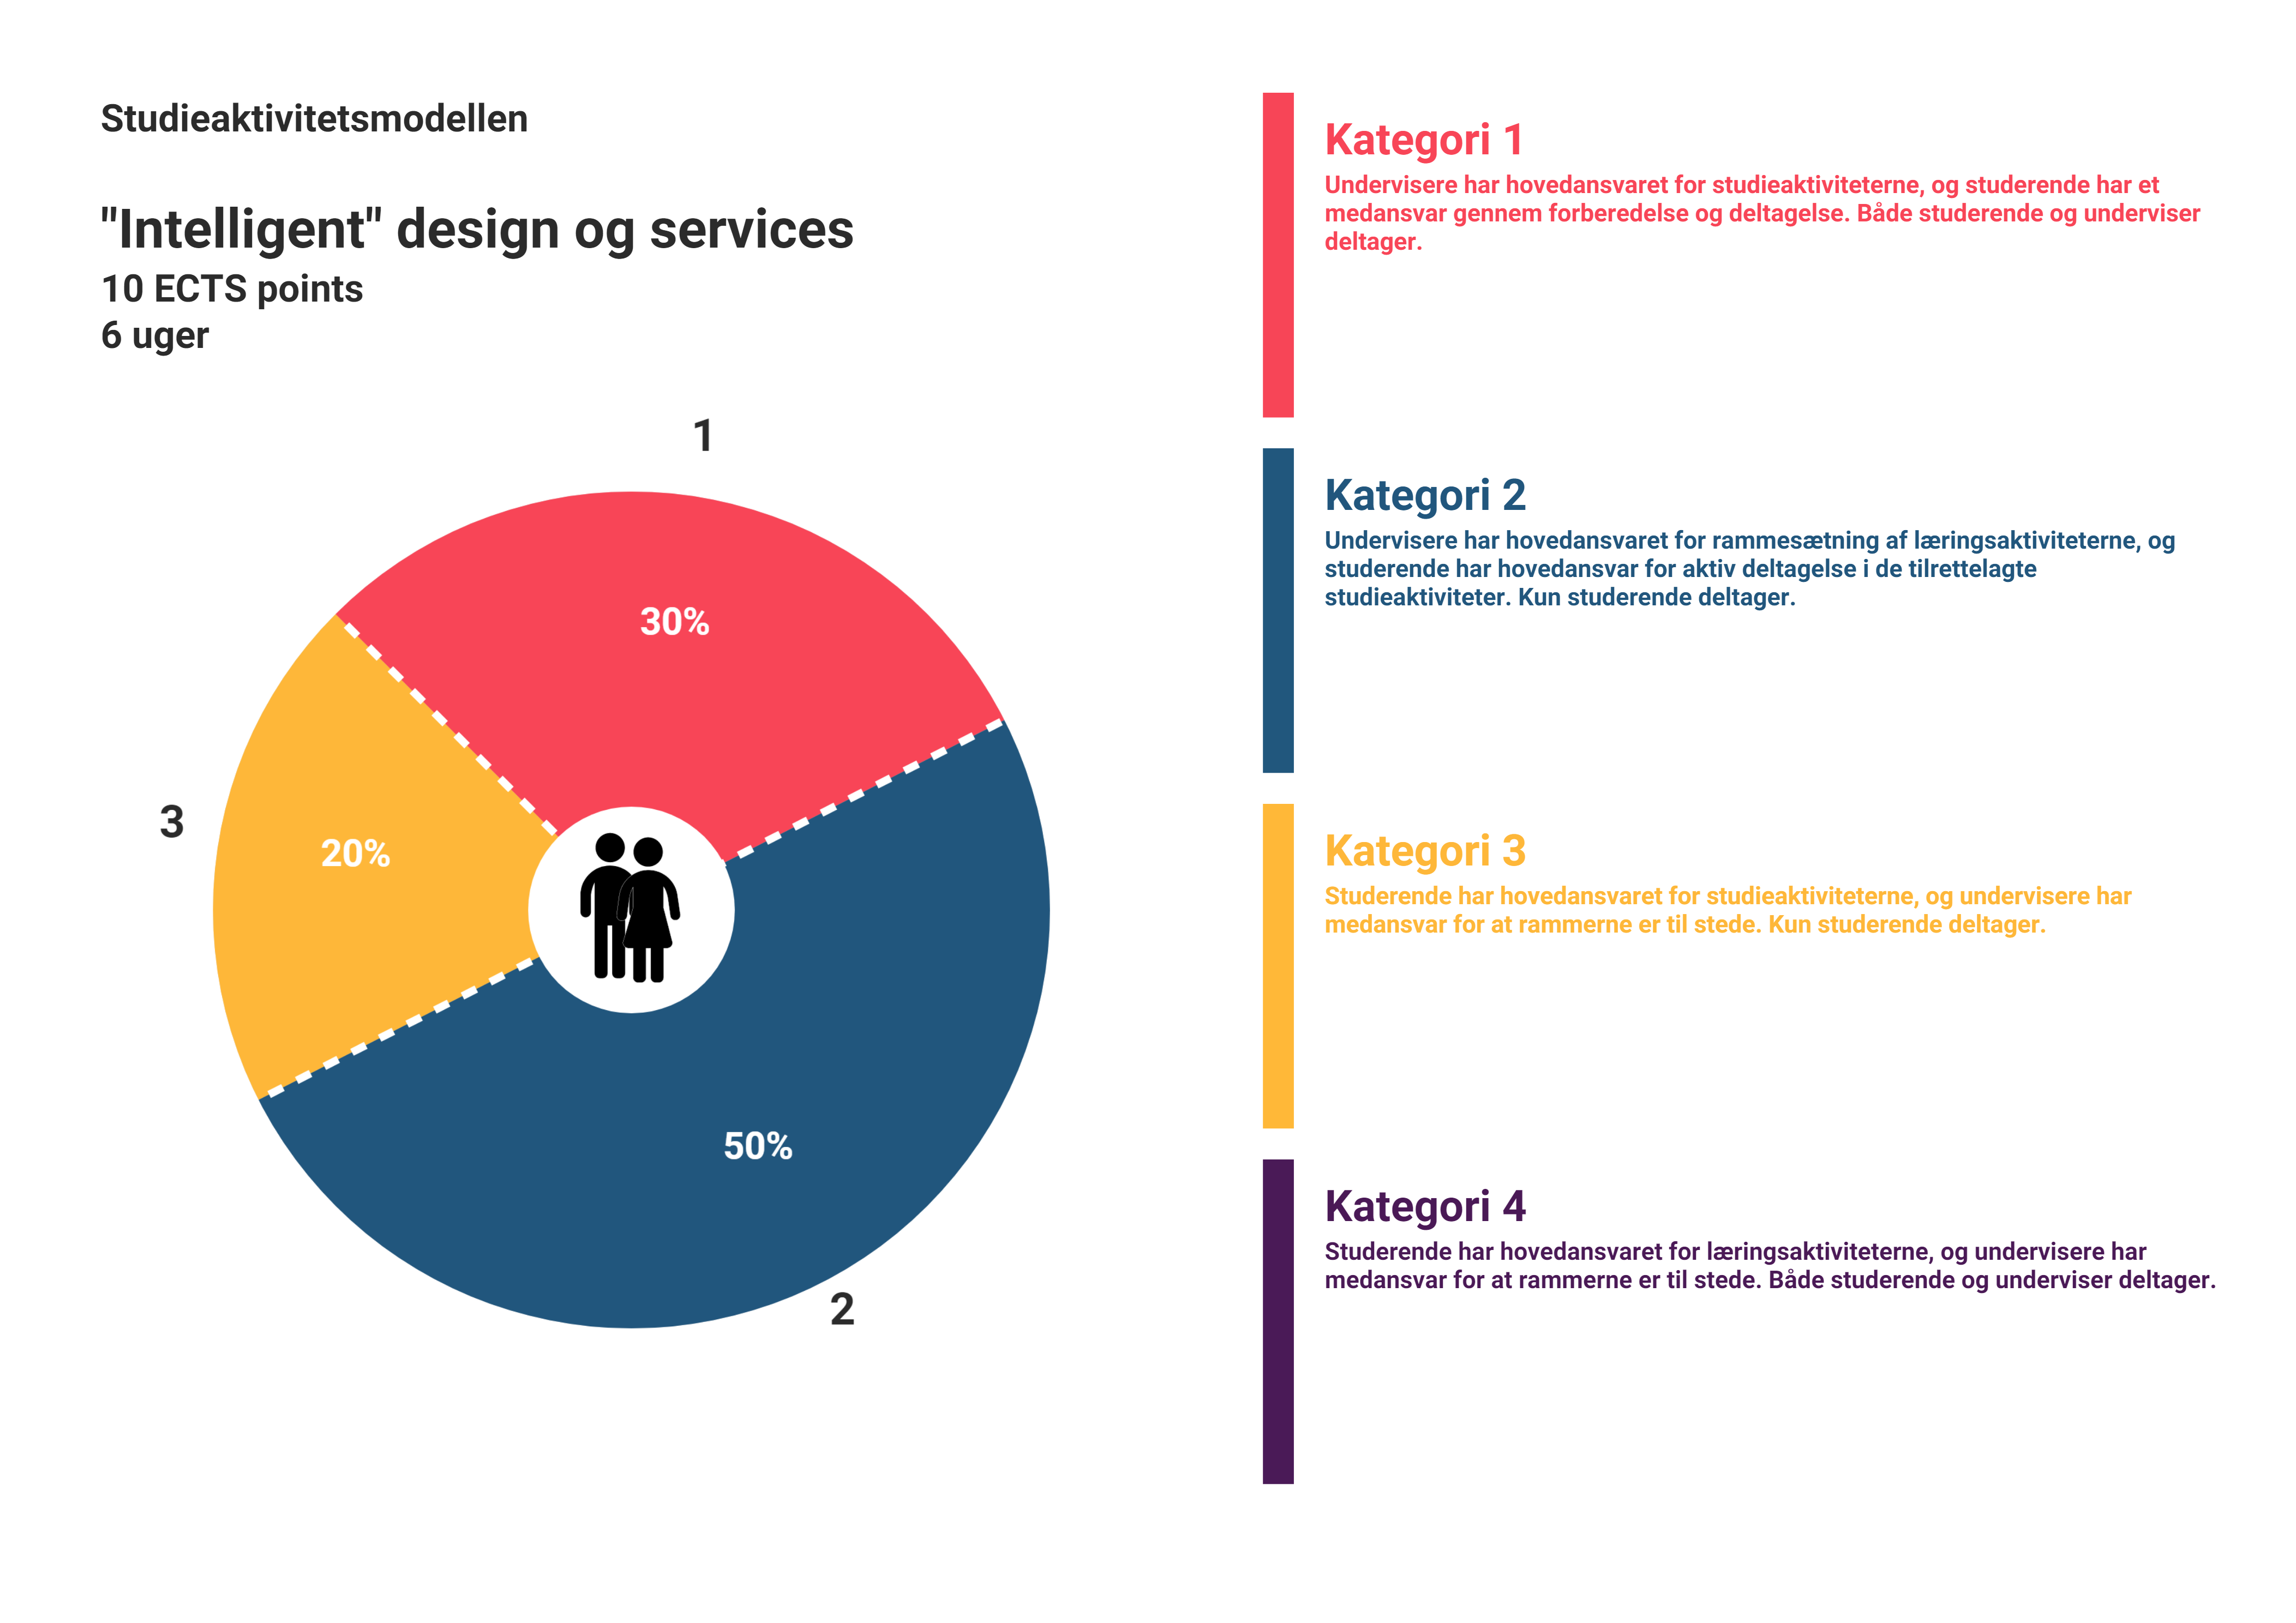 Studieaktivitetsmodellen
"Intelligent" design og services
10 ECTS points
6 uger
1
30%
3
20%
50%
2
Kategori 1
Undervisere har hovedansvaret for studieaktiviteterne, og studerende har et
medansvar gennem forberedelse og deltagelse. Både studerende og underviser
deltager.
Kategori 2
Undervisere har hovedansvaret for rammesætning af læringsaktiviteterne, og
studerende har hovedansvar for aktiv deltagelse i de tilrettelagte
studieaktiviteter. Kun studerende deltager.
Kategori 3
Studerende har hovedansvaret for studieaktiviteterne, og undervisere har
medansvar for at rammerne er til stede. Kun studerende deltager.
Kategori 4
Studerende har hovedansvaret for læringsaktiviteterne, og undervisere har
medansvar for at rammerne er til stede. Både studerende og underviser deltager.